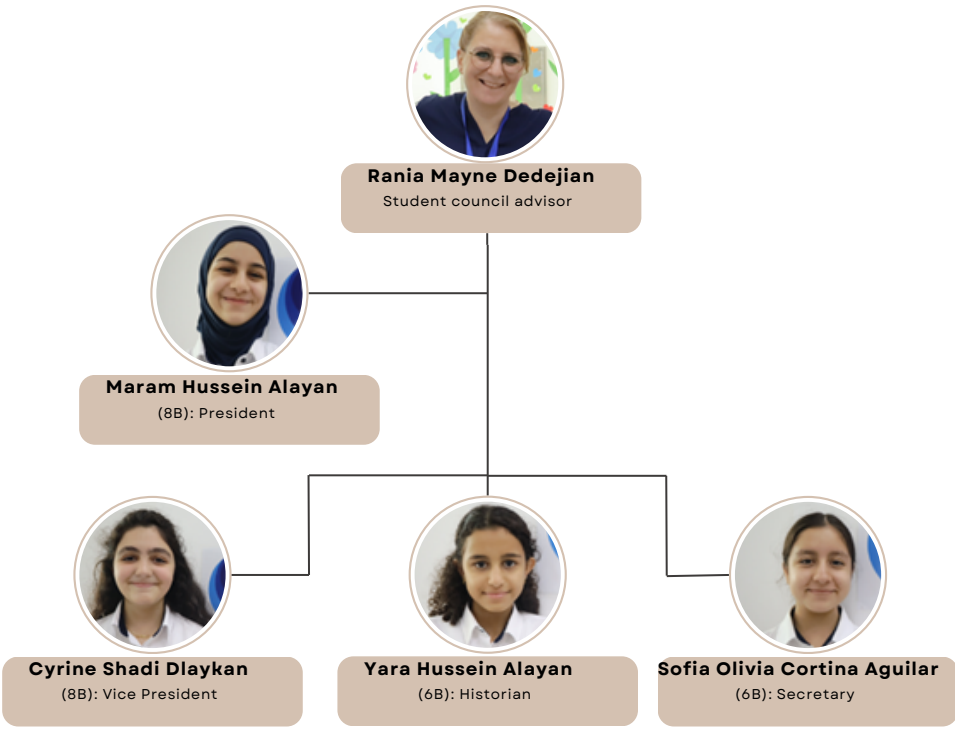 Rania Mayne Dedejian
Student council advisor
Maram Hussein Alayan
(8B): President
Cyrine Shadi Dlaykan
(8B): Vice President
Yara Hussein Alayan
(6B): Historian
Sofia Olivia Cortina Aguilar
(6B): Secretary